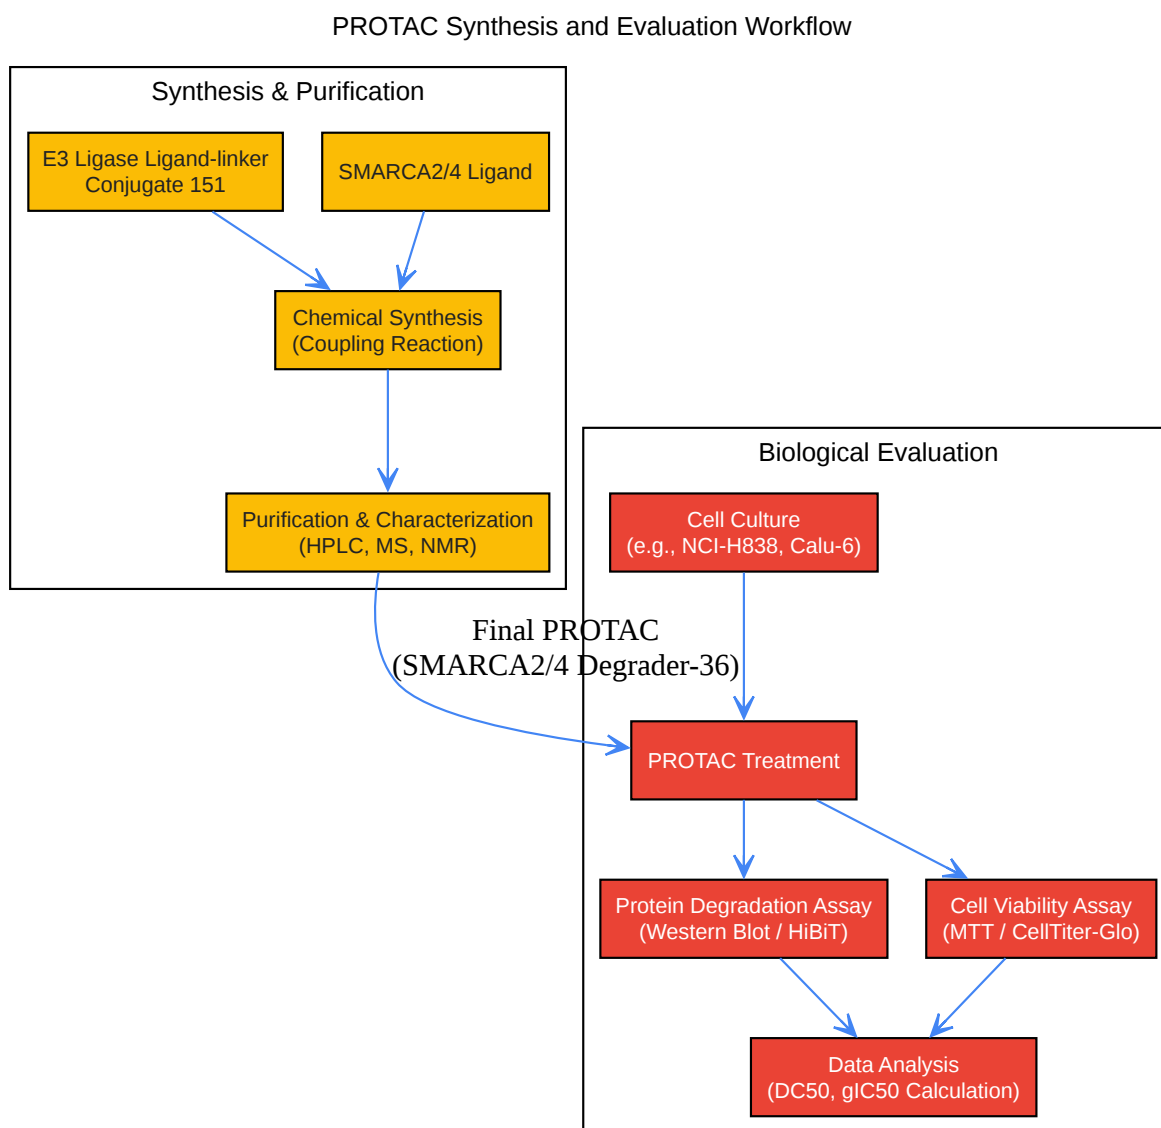 PROTAC Synthesis and Evaluation Workflow
Synthesis & Purification
E3 Ligase Ligand-linker
Conjugate 151
SMARCA2/4 Ligand
Chemical Synthesis
(Coupling Reaction)
Purification & Characterization
(HPLC, MS, NMR)
Final PROTAC
(SMARCA2/4 Degrader-36)
Biological Evaluation
Cell Culture
(e.g., NCI-H838, Calu-6)
PROTAC Treatment
Protein Degradation Assay
(Western Blot / HiBiT)
Cell Viability Assay
(MTT / CellTiter-Glo)
Data Analysis
(DC50, gIC50 Calculation)